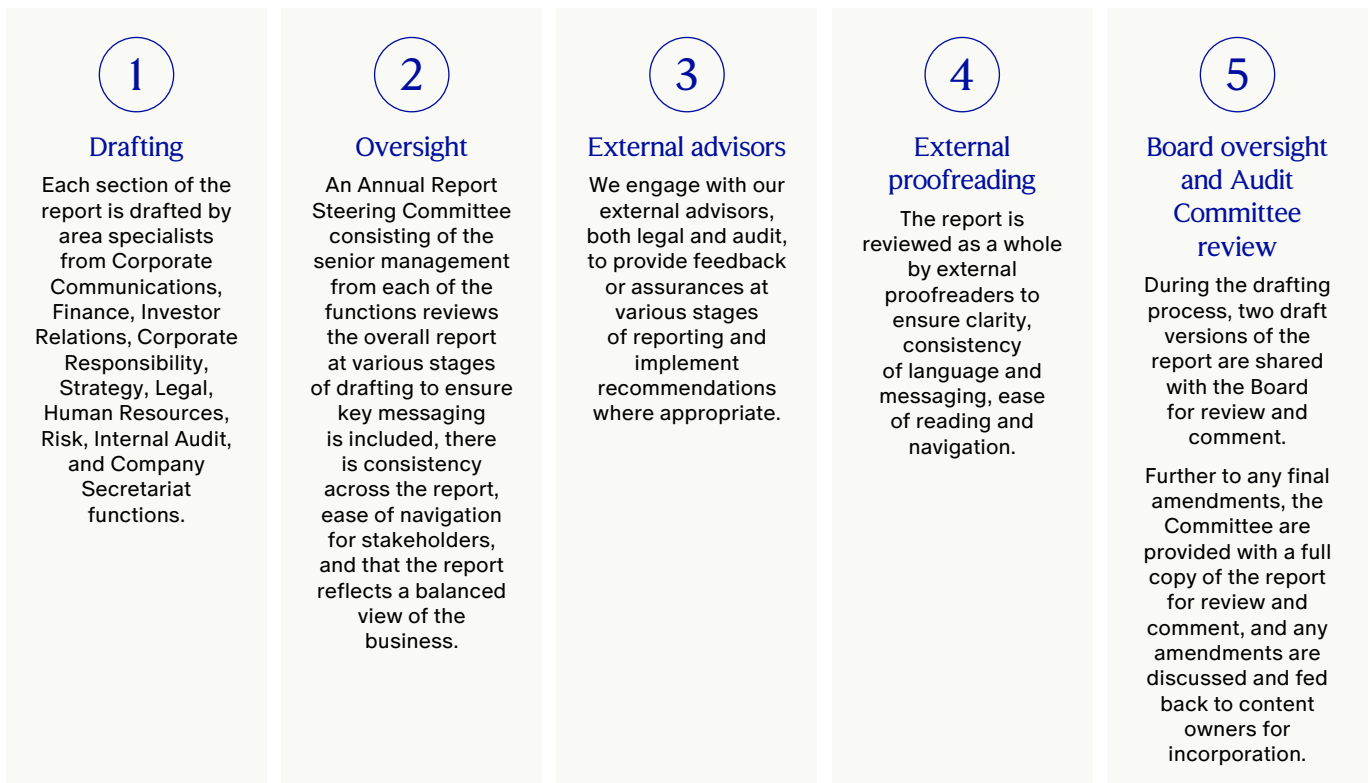 1
Drafting
Each section of the
report is drafted by
area specialists
from Corporate
Communications,
Finance, Investor
Relations, Corporate
Responsibility,
Strategy, Legal,
Human Resources,
Risk, Internal Audit,
and Company
Secretariat
functions.
2
Oversight
An Annual Report
Steering Committee
consisting of the
senior management
from each of the
functions reviews
the overall report
at various stages
of drafting to ensure
key messaging
is included, there
is consistency
across the report,
ease of navigation
for stakeholders,
and that the report
reflects a balanced
view of the
business.
3
External advisors
We engage with our
external advisors,
both legal and audit,
to provide feedback
or assurances at
various stages
of reporting and
implement
recommendations
where appropriate.
4
External
proofreading
The report is
reviewed as a whole
by external
proofreaders to
ensure clarity,
consistency
of language and
messaging, ease
of reading and
navigation.
5
Board oversight
and Audit
Committee
review
During the drafting
process, two draft
versions of the
report are shared
with the Board
for review and
comment.
Further to any final
amendments, the
Committee are
provided with a full
copy of the report
for review and
comment, and any
amendments are
discussed and fed
back to content
owners for
incorporation.